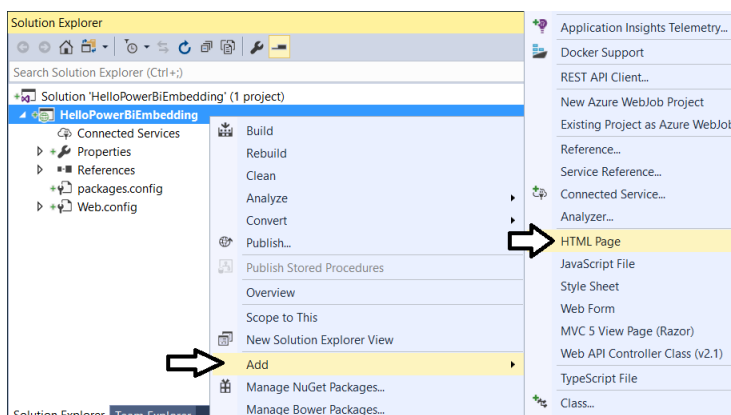 Solution Explorer
Search Solution Explorer (Ctrl+;)
Solution 'HelloPowerBiEmbedding' (1 project)
HelloPowerBiEmbedding
Connected Services
Properties
References
packages.config
Web.config
Solution Explorer Team Explorer
Build
Rebuild
Clean
Analyze
Convert
Publish...
Publish Stored Procedures
Overview
Scope to This
New Solution Explorer View
Add
Manage NuGet Packages...
Manage Bower Packages...
Application Insights Telemetry...
Docker Support
REST API Client...
New Azure WebJob Project
Existing Project as Azure WebJob
Reference...
Service Reference...
Connected Service...
Analyzer...
HTML Page
JavaScript File
Style Sheet
Web Form
MVC 5 View Page (Razor)
Web API Controller Class (v2.1)
TypeScript File
Class...